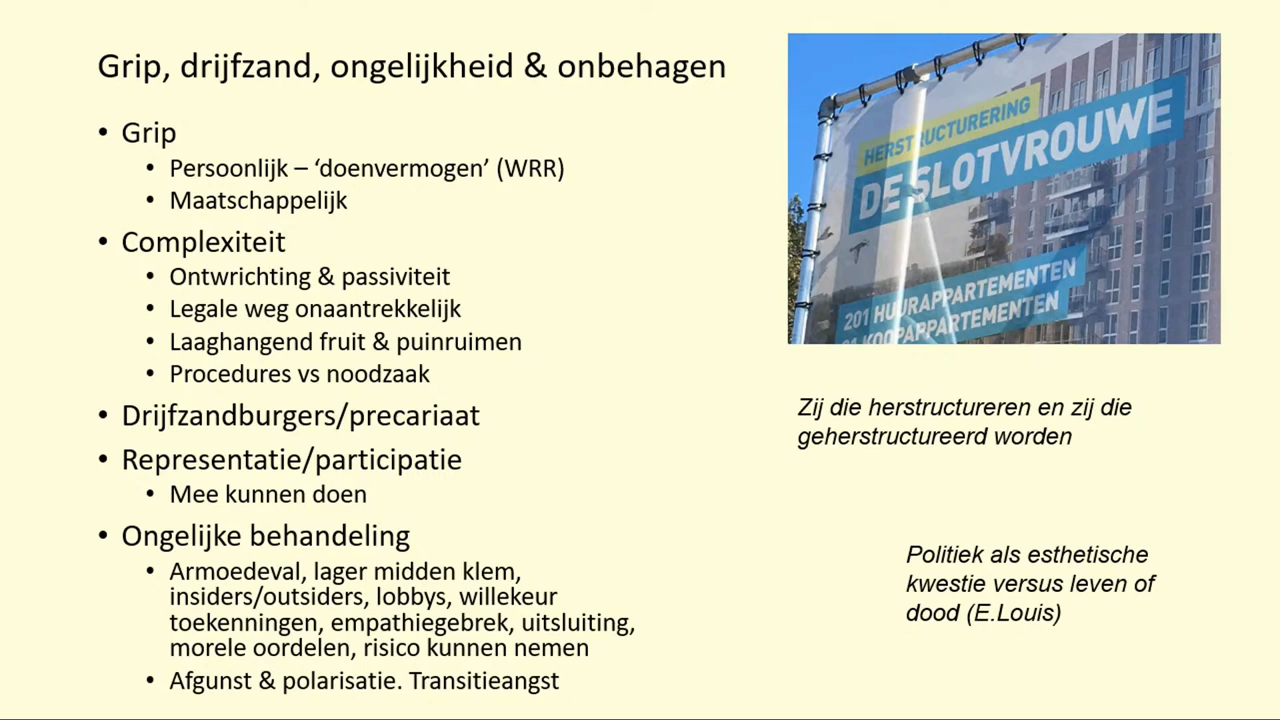 Grip, drijfzand, ongelijkheid & onbehagen
• Grip
• Persoonlijk – ‘doenvermogen’ (WRR)
• Maatschappelijk
• Complexiteit
• Ontwrichting & passiviteit
• Legale weg onaantrekkelijk
• Laaghangend fruit & puinruimen
• Procedures vs noodzaak
• Drijfzandburgers/precariaat
• Representatie/participatie
• Mee kunnen doen
• Ongelijke behandeling
• Armoedeval, lager midden klem,
insiders/outsiders, lobbys, willekeur
toekenningen, empathiegebrek, uitsluiting,
morele oordelen, risico kunnen nemen
• Afgunst & polarisatie. Transitieangst
HERSTRUCTURERING
DE SLOTVROUWE
201 HUURAPPARTEMENTEN
KOOPAPPARTEMENTEN
Zij die herstructureren en zij die
geherstructureerd worden
Politiek als esthetische
kwestie versus leven of
dood (E.Louis)